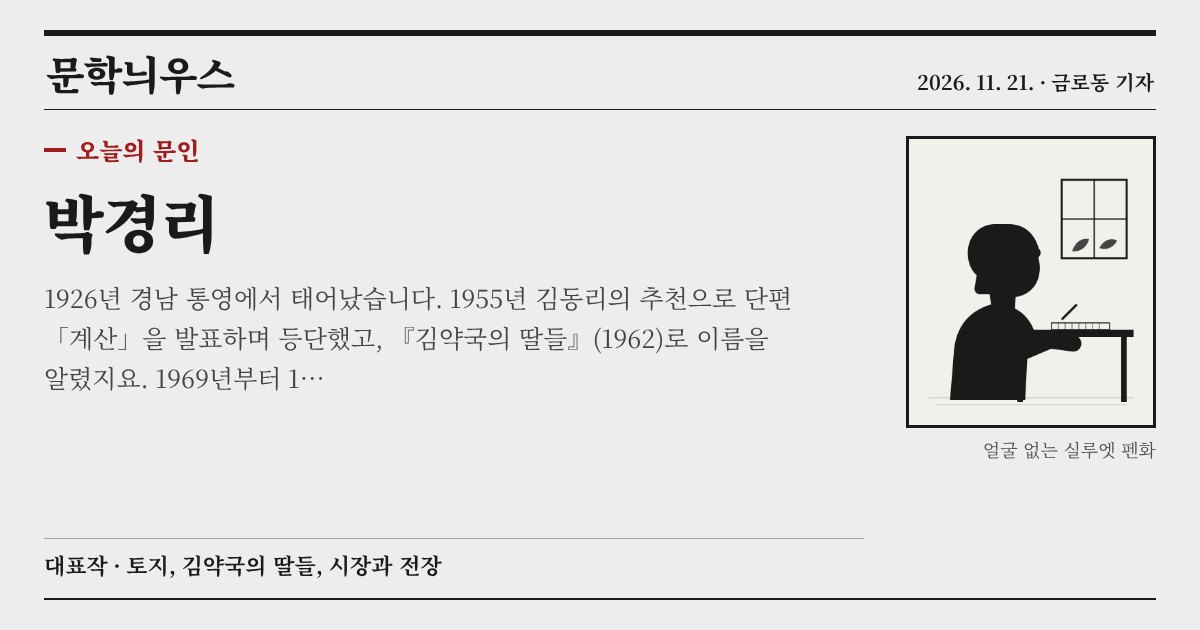 문학늬우스
2026. 11. 21. · 금로동 기자
오늘의 문인
박경리
1926년 경남 통영에서 태어났습니다. 1955년 김동리의 추천으로 단편
「계산」을 발표하며 등단했고, 『김약국의 딸들』(1962)로 이름을
알렸지요. 1969년부터 1…
얼굴 없는 실루엣 펜화
대표작 · 토지, 김약국의 딸들, 시장과 전장